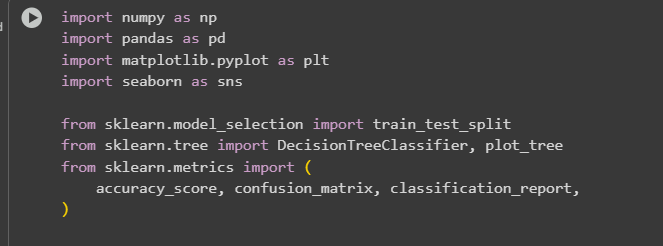 import numpy as np
import pandas as pd
import matplotlib.pyplot as plt
import seaborn as sns

from sklearn.model_selection import train_test_split
from sklearn.tree import DecisionTreeClassifier, plot_tree
from sklearn.metrics import (
    accuracy_score, confusion_matrix, classification_report,
)